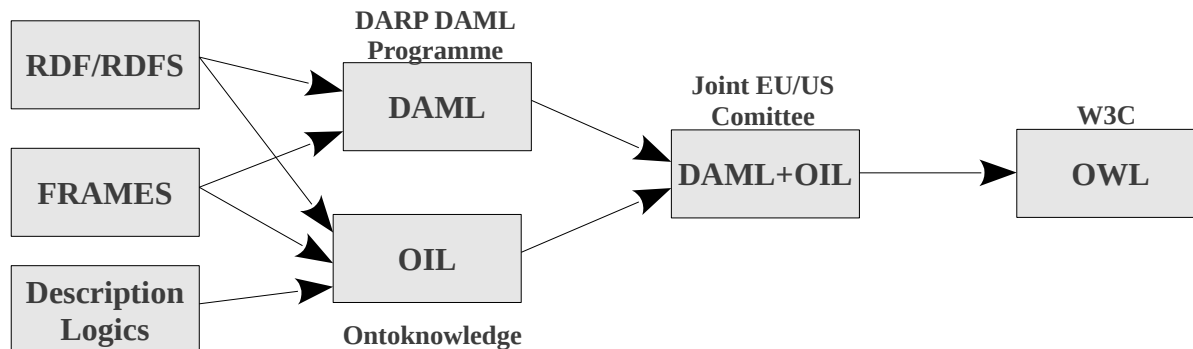 RDF/RDFS
FRAMES
Description
Logics
DARP DAML
Programme
DAML
OIL
Ontoknowledge
Joint EU/US
Comittee
DAML+OIL
W3C
OWL